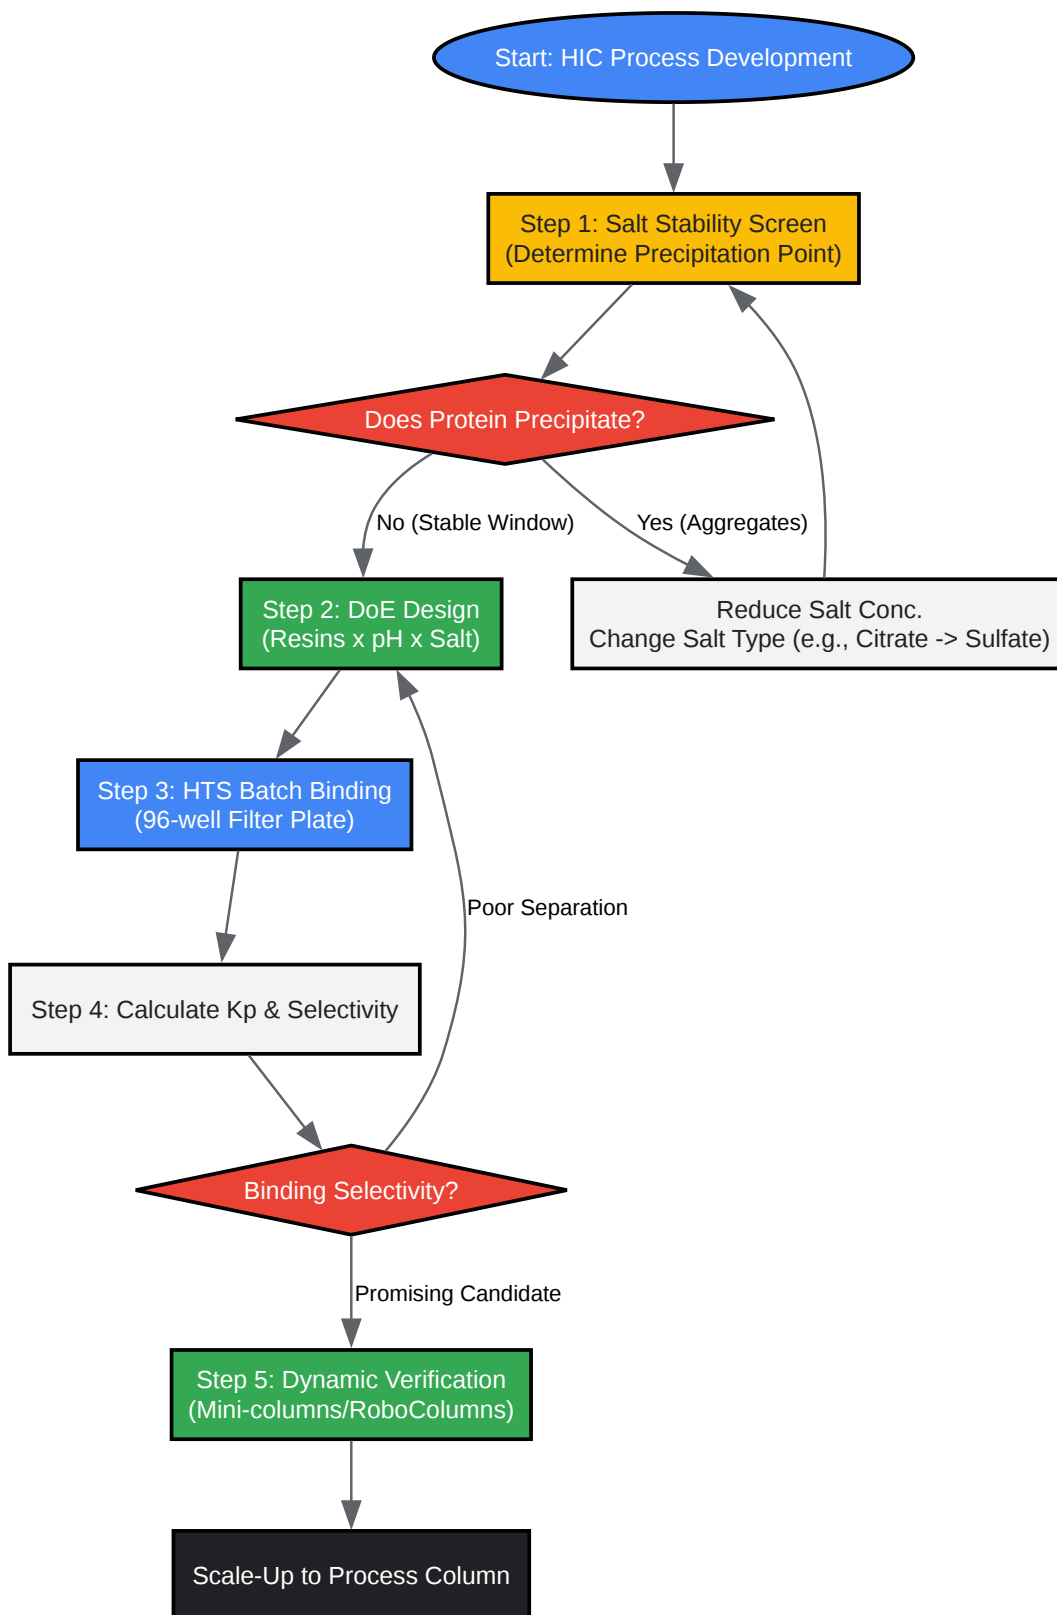 Start: HIC Process Development
Step 1: Salt Stability Screen
(Determine Precipitation Point)
Does Protein Precipitate?
No (Stable Window)
Yes (Aggregates)
Step 2: DoE Design
(Resins x pH x Salt)
Reduce Salt Conc.
Change Salt Type (e.g., Citrate -> Sulfate)
Step 3: HTS Batch Binding
(96-well Filter Plate)
Poor Separation
Step 4: Calculate Kp & Selectivity
Binding Selectivity?
Promising Candidate
Step 5: Dynamic Verification
(Mini-columns/RoboColumns)
Scale-Up to Process Column